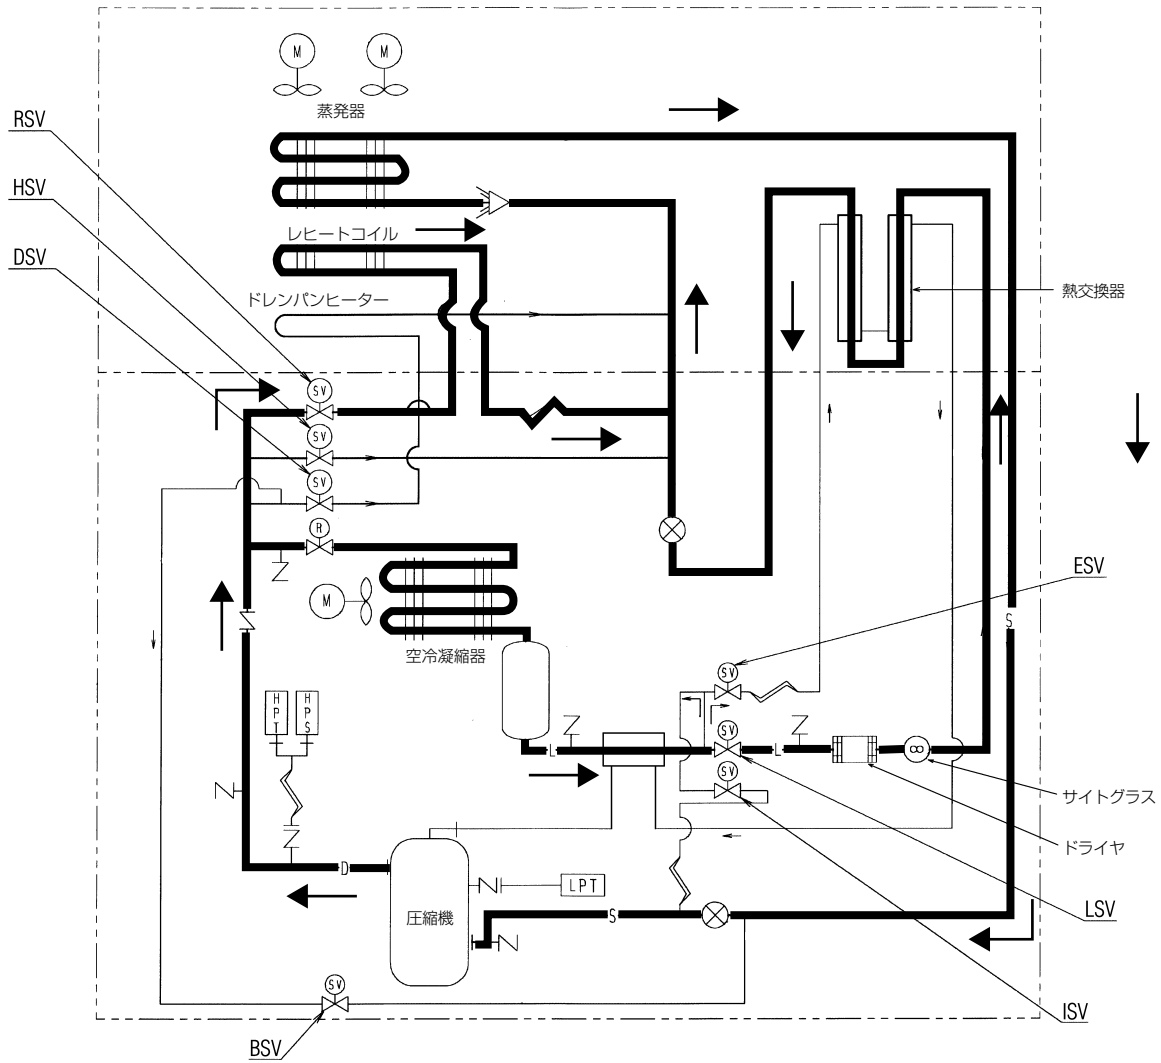 M
M
蒸発器
RSV
HSV
レヒートコイル
DSV
ドレンパンヒーター
熱交換器
SV
SV
SV
R
ESV
M
S
空冷凝縮器
SV
HPT
HPS
SV
L
L
SV
サイトグラス
ドライヤ
D
LPT
圧縮機
S
LSV
SV
ISV
BSV